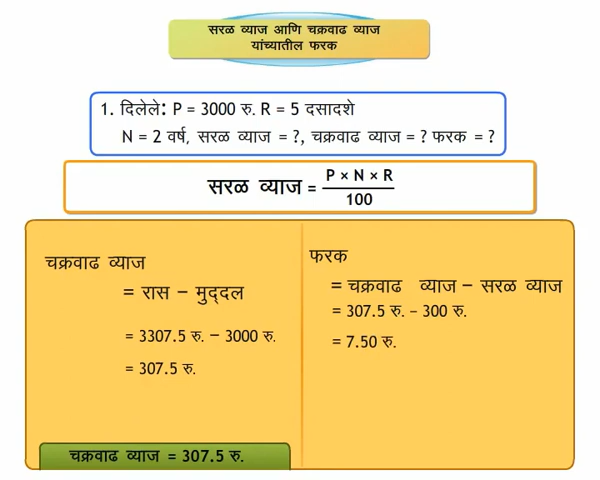 सरळ व्याज आणि चक्रवाढ व्याज
यांच्यातील फरक
1. दिलेले: P = 3000 रु. R = 5 दसादशे
N = 2 वर्ष, सरळ व्याज = ?, चक्रवाढ व्याज = ? फरक = ?
सरळ व्याज = P × N × R / 100
चक्रवाढ व्याज
= रास – मुद्दल
= 3307.5 रु. – 3000 रु.
= 307.5 रु.
चक्रवाढ व्याज = 307.5 रु.
फरक
= चक्रवाढ व्याज – सरळ व्याज
= 307.5 रु. – 300 रु.
= 7.50 रु.